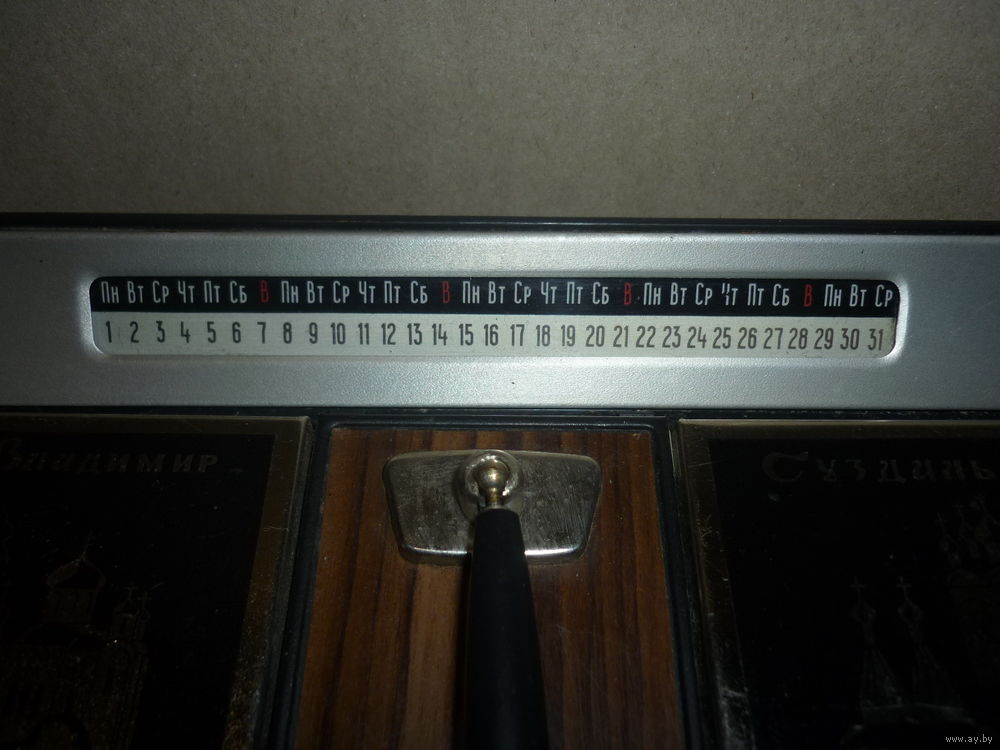 Пн Вт Ср Чт Пт Сб В Пн Вт Ср Чт Пт Сб В Пн Вт Ср Чт Пт Сб В Пн Вт Ср Чт Пт Сб В Пн Вт Ср
1 2 3 4 5 6 7 8 9 10 11 12 13 14 15 16 17 18 19 20 21 22 23 24 25 26 27 28 29 30 31
Владимир
Суздаль
www.ay.by